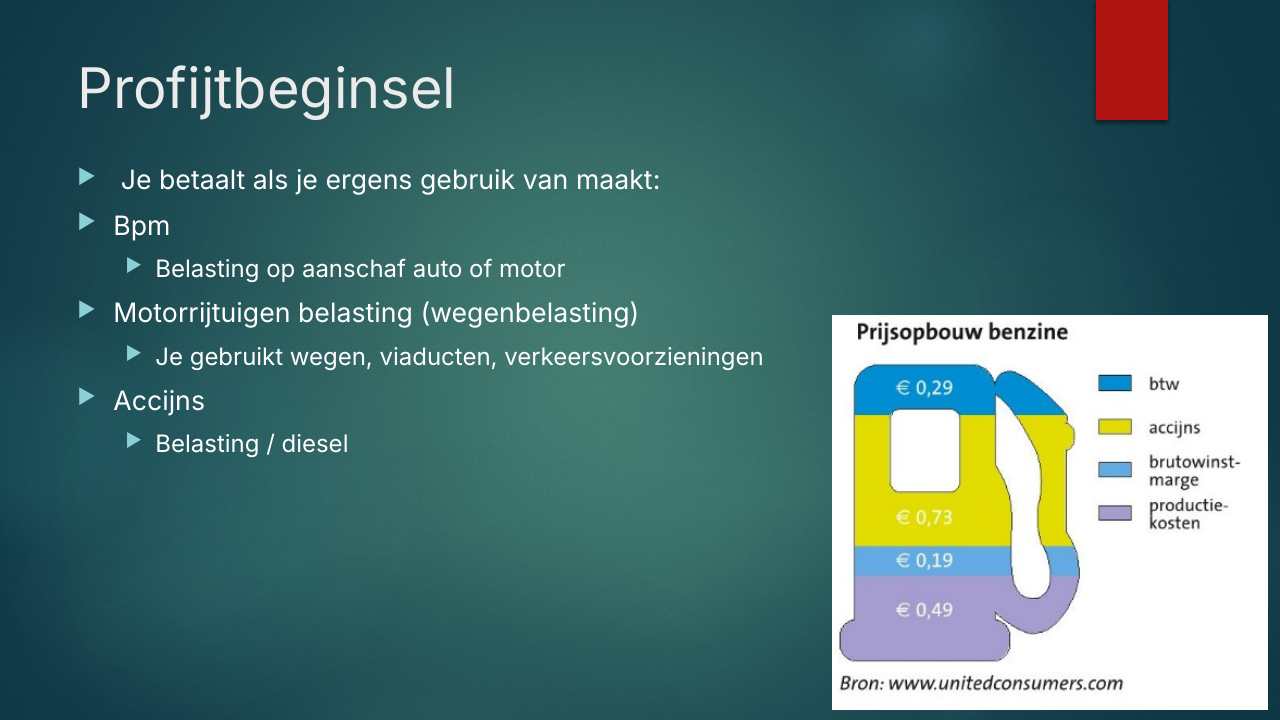 Profijtbeginsel
Je betaalt als je ergens gebruik van maakt:
Bpm
Belasting op aanschaf auto of motor
Motorrijtuigen belasting (wegenbelasting)
Je gebruikt wegen, viaducten, verkeersvoorzieningen
Accijns
Belasting / diesel
Prijsopbouw benzine
€ 0,29
€ 0,73
€ 0,19
€ 0,49
btw
accijns
brutowinst-
marge
productie-
kosten
Bron: www.unitedconsumers.com